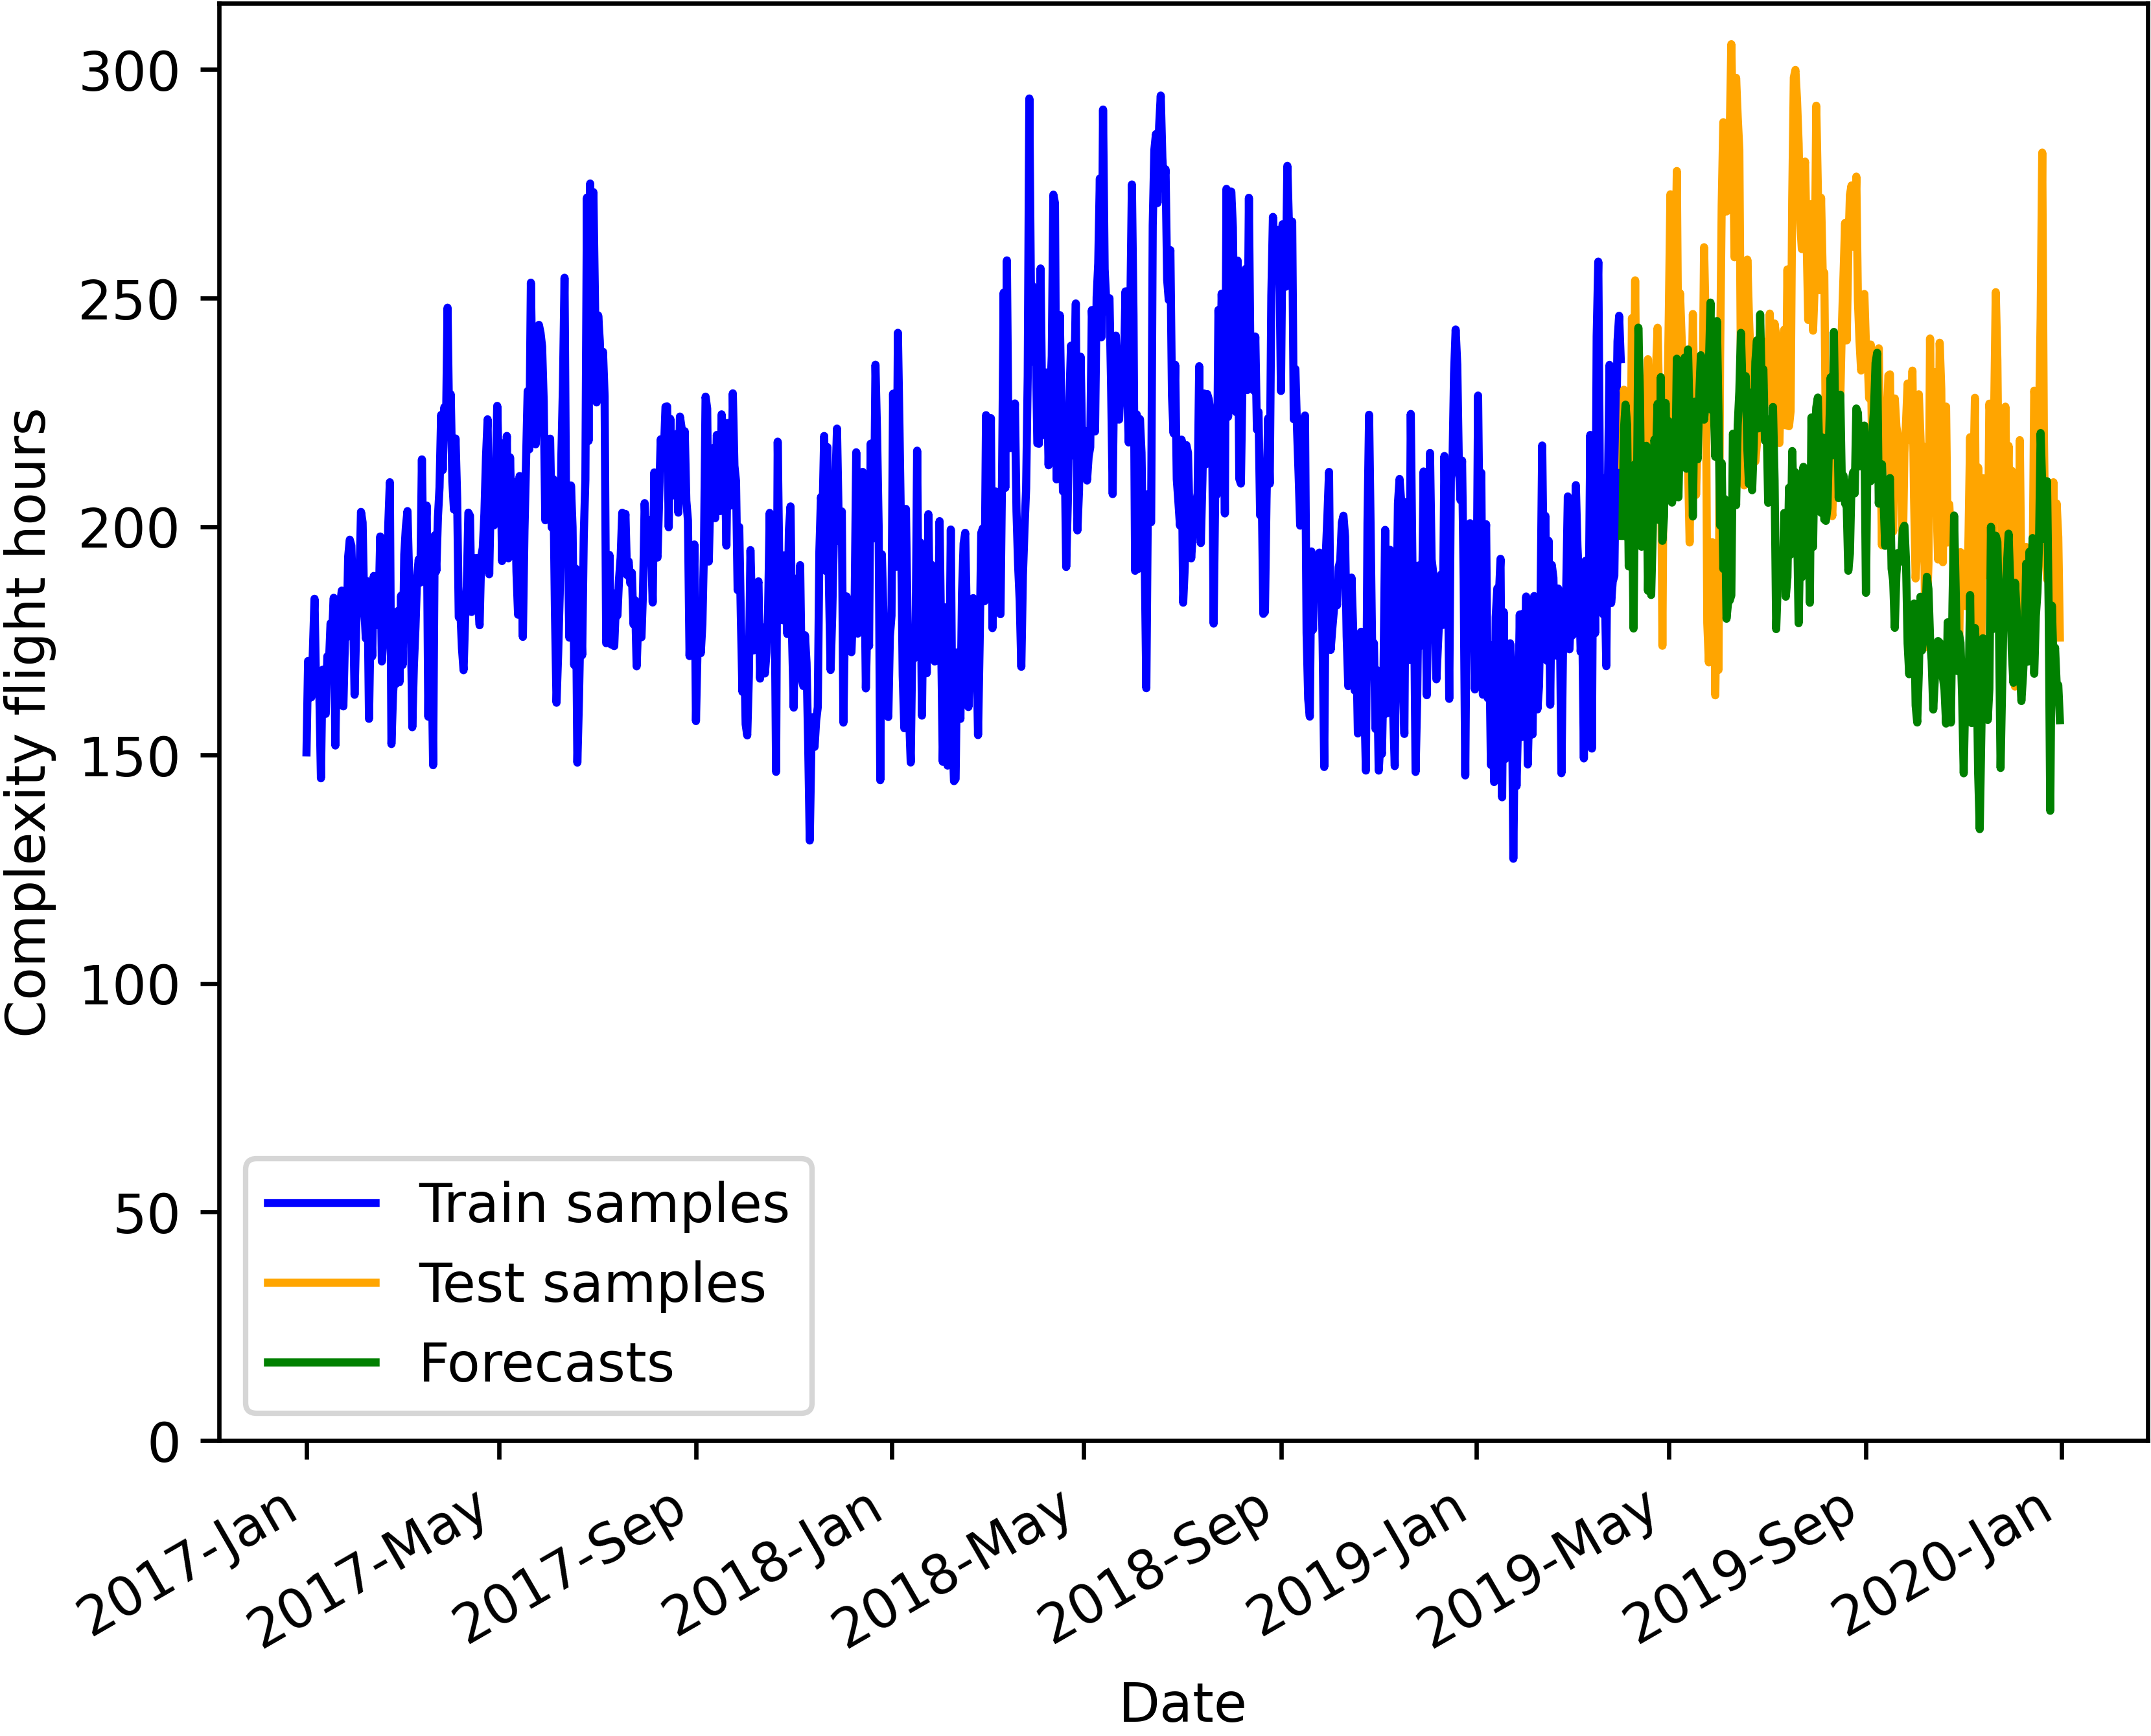 Complexity flight hours
300
250
200
150
100
50
0
Train samples
Test samples
Forecasts
2017-Jan
2017-May
2017-Sep
2018-Jan
2018-May
2018-Sep
2019-Jan
2019-May
2019-Sep
2020-Jan
Date